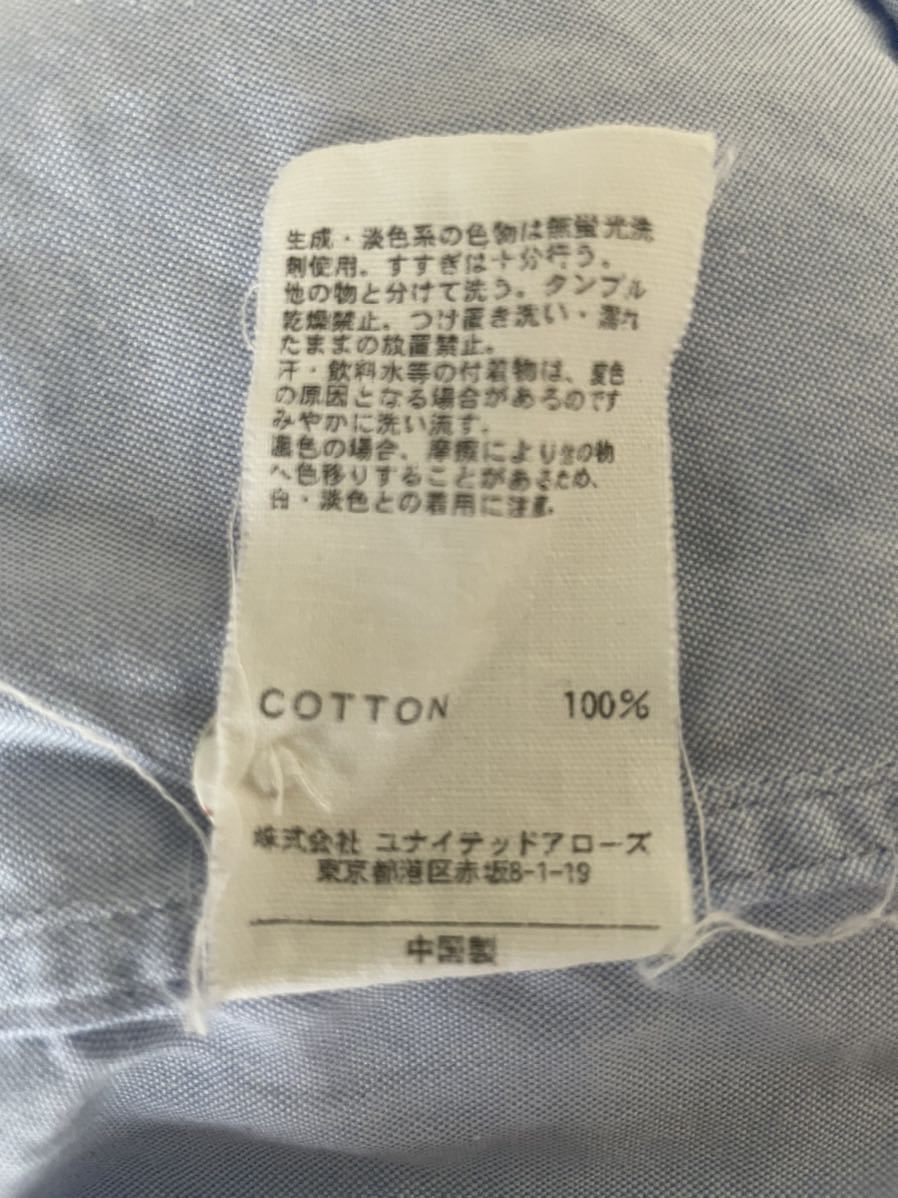 生成・淡色系の色物は無蛍光洗
剤使用。すすぎは十分行う。
他の物と分けて洗う。タンブル
乾燥禁止。つけ置き洗い・濡れ
たままの放置禁止。
汗・飲料水等の付着物は、変色
の原因となる場合があるのです
みやかに洗い流す。
濃色の場合、摩擦により他の物
へ色移りすることがあるため、
白・淡色との着用に注意。
COTTON 100%
株式会社 ユナイテッドアローズ
東京都港区赤坂8-1-19
中国製